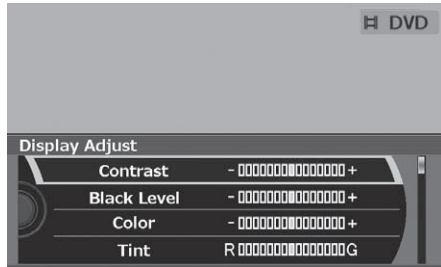 DVD
Display Adjust
Contrast - +
Black Level - +
Color - +
Tint R G